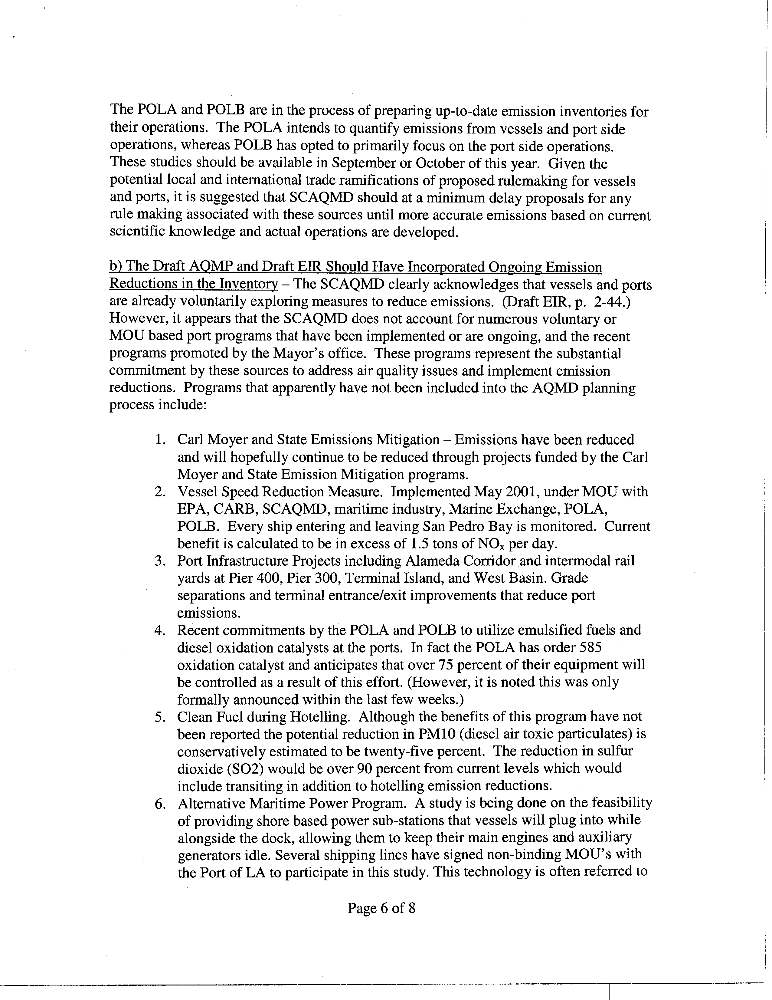 The POLA and POLB are in the process of preparing up-to-date emission inventories for
their operations.  The POLA intends to quantify emissions from vessels and port side
operations, whereas POLB has opted to primarily focus on the port side operations.
These studies should be available in September or October of this year.  Given the
potential local and international trade ramifications of proposed rulemaking for vessels
and ports, it is suggested that SCAQMD should at a minimum delay proposals for any
rule making associated with these sources until more accurate emissions based on current
scientific knowledge and actual operations are developed.
b) The Draft AQMP and Draft EIR Should Have Incorporated Ongoing Emission
Reductions in the Inventory – The SCAQMD clearly acknowledges that vessels and ports
are already voluntarily exploring measures to reduce emissions.  (Draft EIR, p.  2-44.)
However, it appears that the SCAQMD does not account for numerous voluntary or
MOU based port programs that have been implemented or are ongoing, and the recent
programs promoted by the Mayor's office.  These programs represent the substantial
commitment by these sources to address air quality issues and implement emission
reductions.  Programs that apparently have not been included into the AQMD planning
process include:
1. Carl Moyer and State Emissions Mitigation – Emissions have been reduced
and will hopefully continue to be reduced through projects funded by the Carl
Moyer and State Emission Mitigation programs.
2. Vessel Speed Reduction Measure.  Implemented May 2001, under MOU with
EPA, CARB, SCAQMD, maritime industry, Marine Exchange, POLA,
POLB.  Every ship entering and leaving San Pedro Bay is monitored.  Current
benefit is calculated to be in excess of 1.5 tons of NOx per day.
3. Port Infrastructure Projects including Alameda Corridor and intermodal rail
yards at Pier 400, Pier 300, Terminal Island, and West Basin. Grade
separations and terminal entrance/exit improvements that reduce port
emissions.
4. Recent commitments by the POLA and POLB to utilize emulsified fuels and
diesel oxidation catalysts at the ports.  In fact the POLA has order 585
oxidation catalyst and anticipates that over 75 percent of their equipment will
be controlled as a result of this effort. (However, it is noted this was only
formally announced within the last few weeks.)
5. Clean Fuel during Hotelling.  Although the benefits of this program have not
been reported the potential reduction in PM10 (diesel air toxic particulates) is
conservatively estimated to be twenty-five percent.  The reduction in sulfur
dioxide (SO2) would be over 90 percent from current levels which would
include transiting in addition to hotelling emission reductions.
6. Alternative Maritime Power Program.  A study is being done on the feasibility
of providing shore based power sub-stations that vessels will plug into while
alongside the dock, allowing them to keep their main engines and auxiliary
generators idle. Several shipping lines have signed non-binding MOU's with
the Port of LA to participate in this study. This technology is often referred to
Page 6 of 8